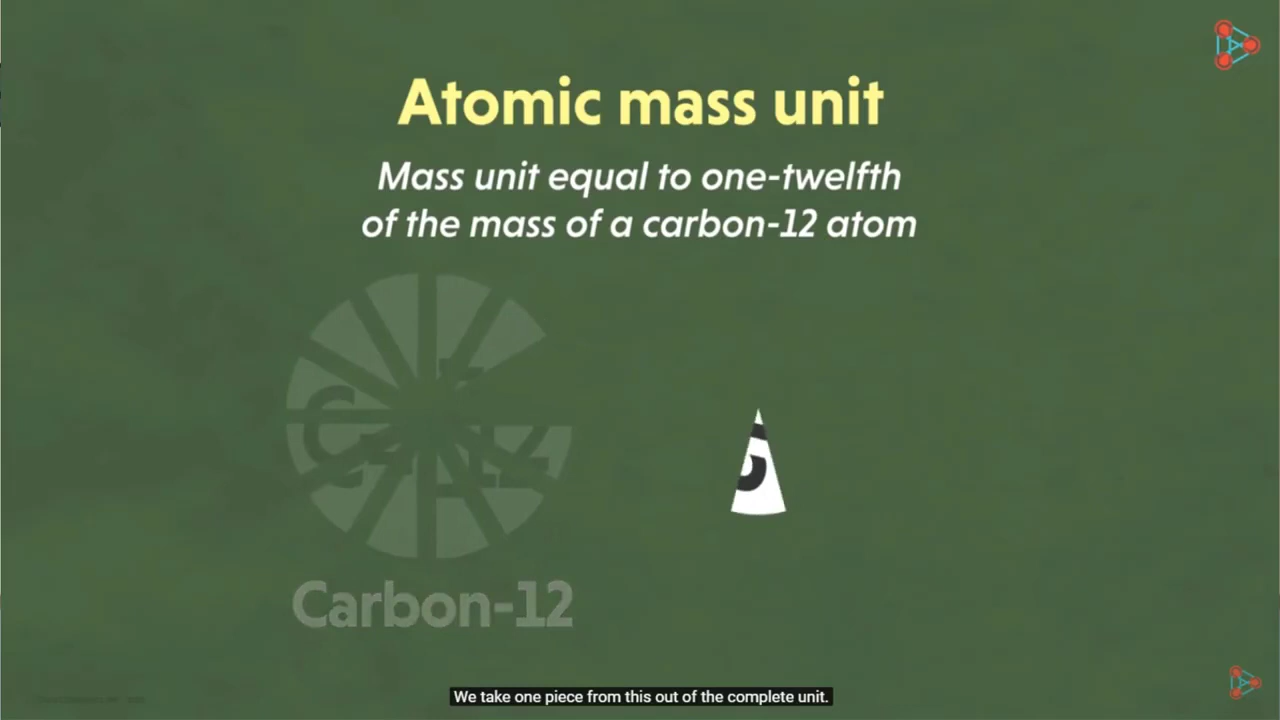 Atomic mass unit
Mass unit equal to one-twelfth
of the mass of a carbon-12 atom
Carbon-12
We take one piece from this out of the complete unit.